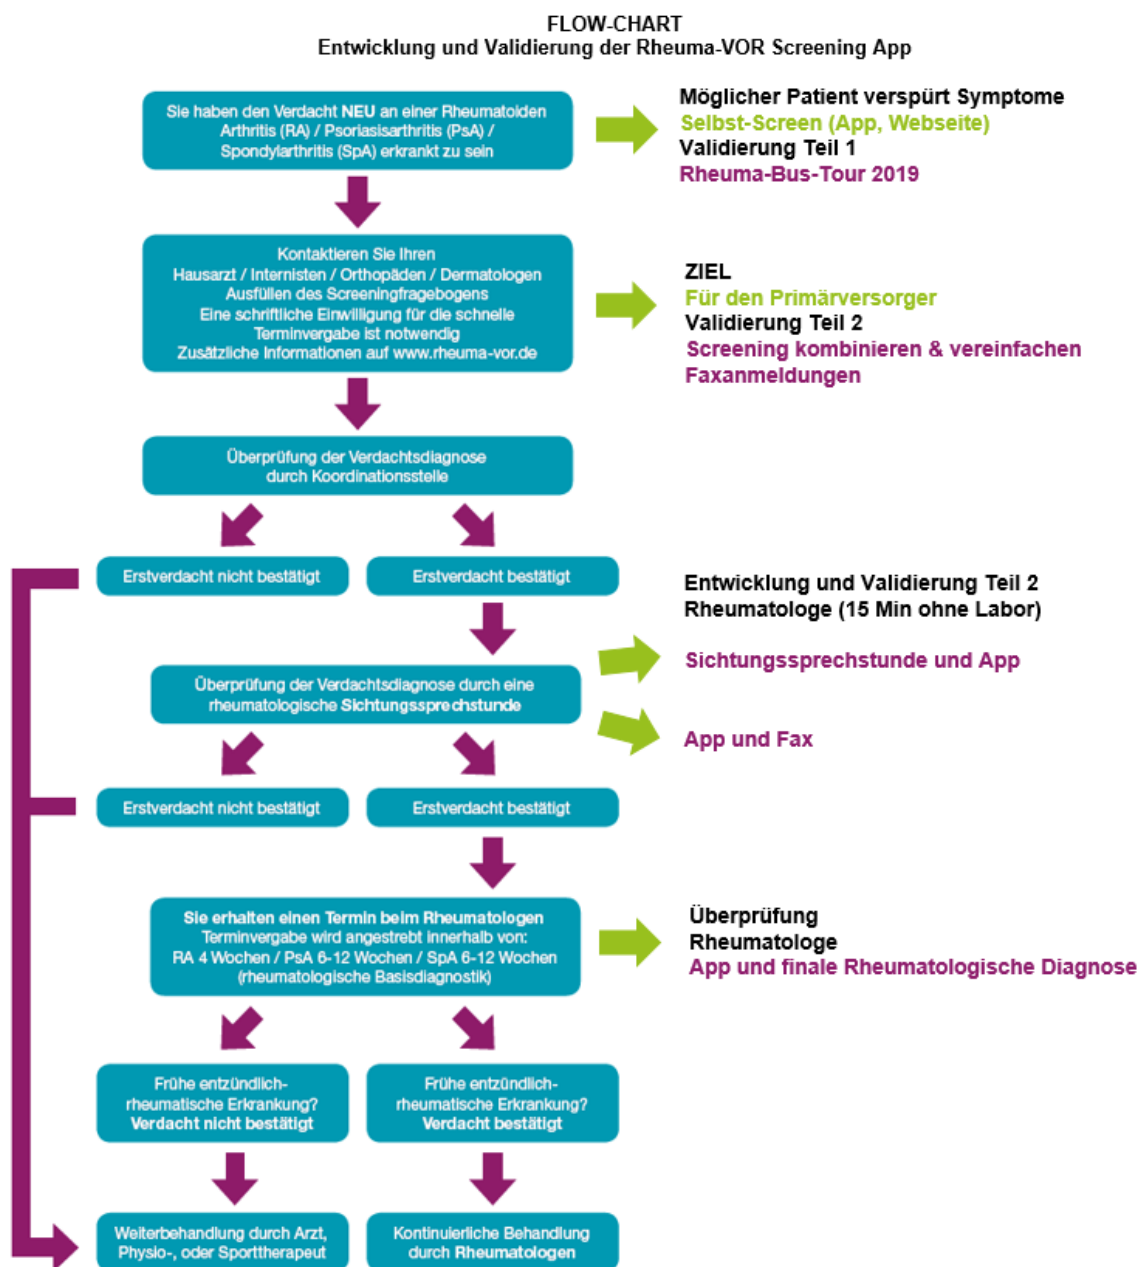 FLOW-CHART
Entwicklung und Validierung der Rheuma-VOR Screening App
Sie haben den Verdacht NEU an einer Rheumatoiden
Arthritis (RA) / Psoriasisarthritis (PsA) /
Spondylarthritis (SpA) erkrankt zu sein
Möglicher Patient verspürt Symptome
Selbst-Screen (App, Webseite)
Validierung Teil 1
Rheuma-Bus-Tour 2019
Kontaktieren Sie Ihren
Hausarzt / Internisten / Orthopäden / Dermatologen
Ausfüllen des Screeningfragebogens
Eine schriftliche Einwilligung für die schnelle
Terminvergabe ist notwendig
Zusätzliche Informationen auf www.rheuma-vor.de
ZIEL
Für den Primärversorger
Validierung Teil 2
Screening kombinieren & vereinfachen
Faxanmeldungen
Überprüfung der Verdachtsdiagnose
durch Koordinationsstelle
Erstverdacht nicht bestätigt
Erstverdacht bestätigt
Entwicklung und Validierung Teil 2
Rheumatologe (15 Min ohne Labor)
Überprüfung der Verdachtsdiagnose durch eine
rheumatologische Sichtungssprechstunde
Sichtungssprechstunde und App
App und Fax
Erstverdacht nicht bestätigt
Erstverdacht bestätigt
Sie erhalten einen Termin beim Rheumatologen
Terminvergabe wird angestrebt innerhalb von:
RA 4 Wochen / PsA 6-12 Wochen / SpA 6-12 Wochen
(rheumatologische Basisdiagnostik)
Überprüfung
Rheumatologe
App und finale Rheumatologische Diagnose
Frühe entzündlich-
rheumatische Erkrankung?
Verdacht nicht bestätigt
Frühe entzündlich-
rheumatische Erkrankung?
Verdacht bestätigt
Weiterbehandlung durch Arzt,
Physio-, oder Sporttherapeut
Kontinuierliche Behandlung
durch Rheumatologen